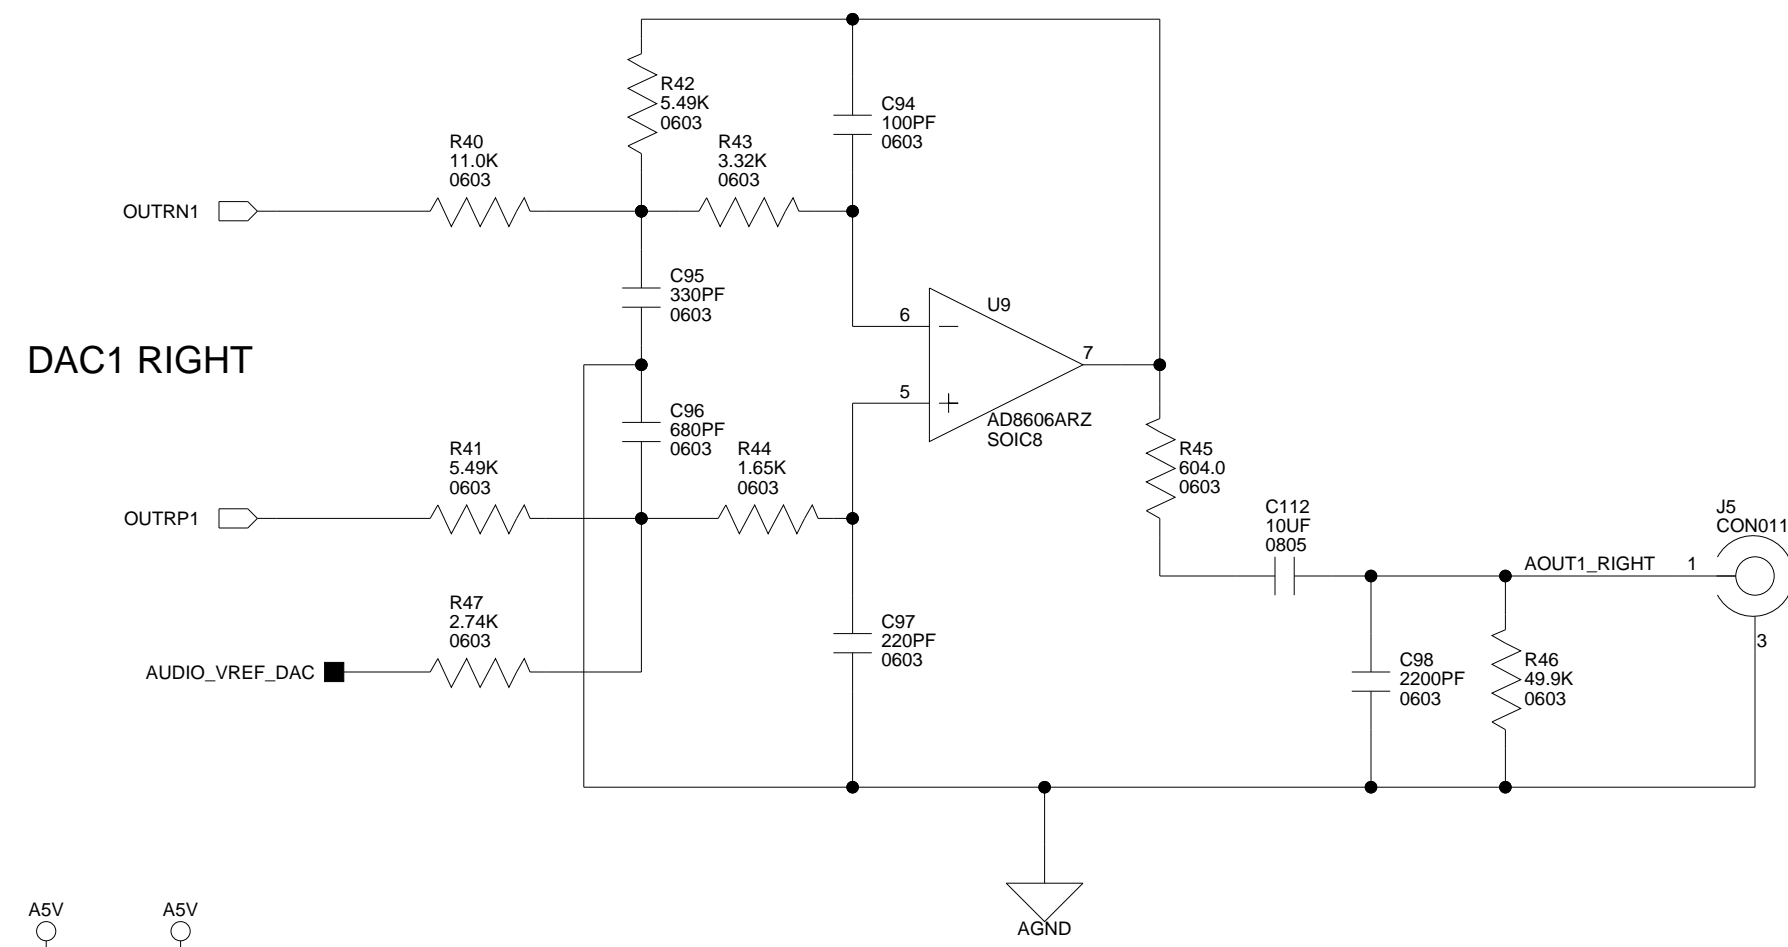 R42
5.49K
0603
C94
100PF
0603
R40
11.0K
0603
R43
3.32K
0603
OUTRN1
C95
330PF
0603
U9
6
7
5
AD8606ARZ
SOIC8
DAC1 RIGHT
C96
680PF
0603
R41
5.49K
0603
R44
1.65K
0603
R45
604.0
0603
OUTRP1
C112
10UF
0805
J5
CON011
AOUT1_RIGHT
1
3
R47
2.74K
0603
C97
220PF
0603
AUDIO_VREF_DAC
C98
2200PF
0603
R46
49.9K
0603
A5V
A5V
AGND